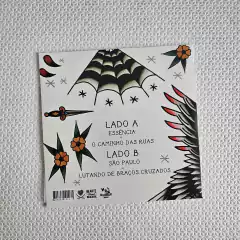 LADO A
ESSÊNCIA
O CAMINHO DAS RUAS
LADO B
SÃO PAULO
LUTANDO DE BRAÇOS CRUZADOS